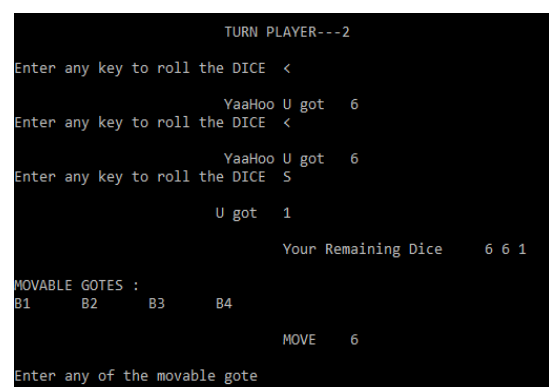 TURN PLAYER---2
Enter any key to roll the DICE <
YaaHoo U got 6
Enter any key to roll the DICE <
YaaHoo U got 6
Enter any key to roll the DICE S
U got 1
Your Remaining Dice 6 6 1
MOVABLE GOTES :
B1 B2 B3 B4
MOVE 6
Enter any of the movable gote